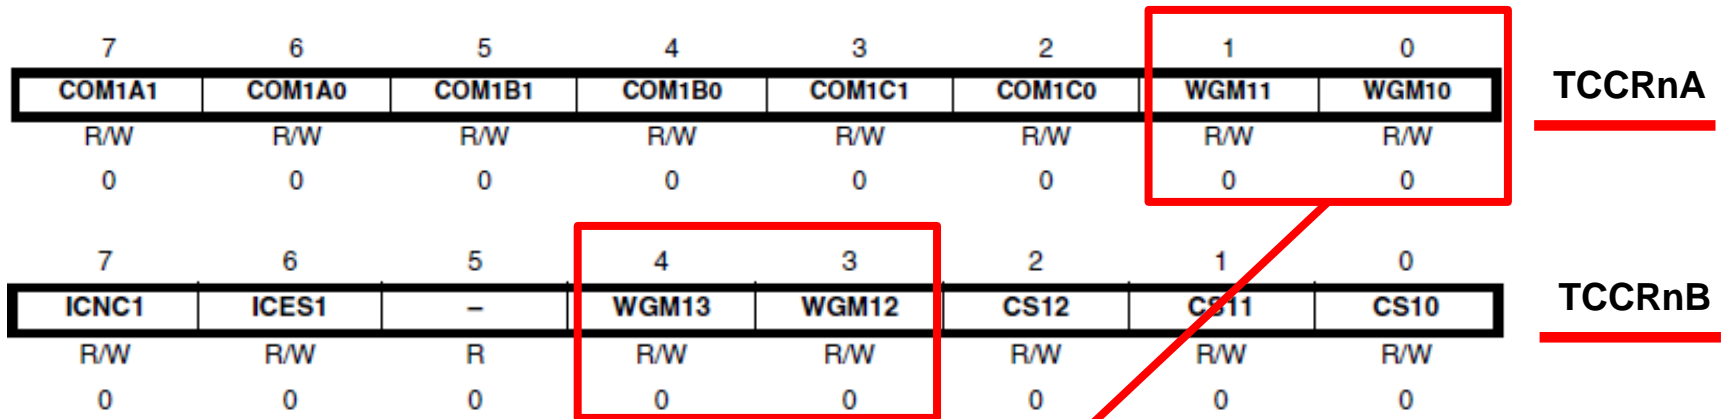 7 6 5 4 3 2 1 0
COM1A1 COM1A0 COM1B1 COM1B0 COM1C1 COM1C0 WGM11 WGM10 TCCRnA
R/W R/W R/W R/W R/W R/W R/W R/W
0 0 0 0 0 0 0 0
7 6 5 4 3 2 1 0
ICNC1 ICES1 – WGM13 WGM12 CS12 CS11 CS10 TCCRnB
R/W R/W R R/W R/W R/W R/W R/W
0 0 0 0 0 0 0 0